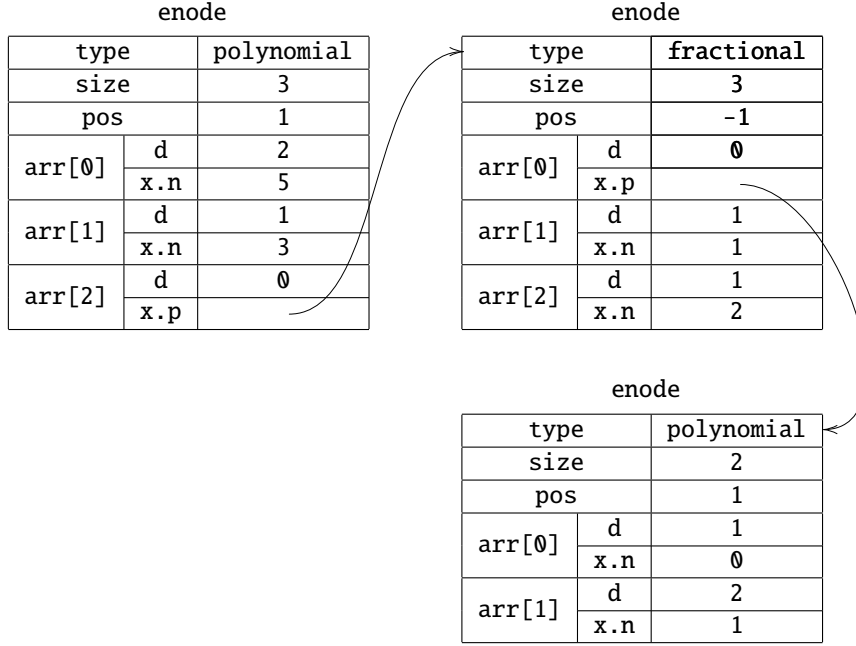 enode
type polynomial
size 3
pos 1
arr[0] d 2
x.n 5
arr[1] d 1
x.n 3
arr[2] d 0
x.p
enode
type fractional
size 3
pos -1
arr[0] d 0
x.p
arr[1] d 1
x.n 1
arr[2] d 1
x.n 2
enode
type polynomial
size 2
pos 1
arr[0] d 1
x.n 0
arr[1] d 2
x.n 1